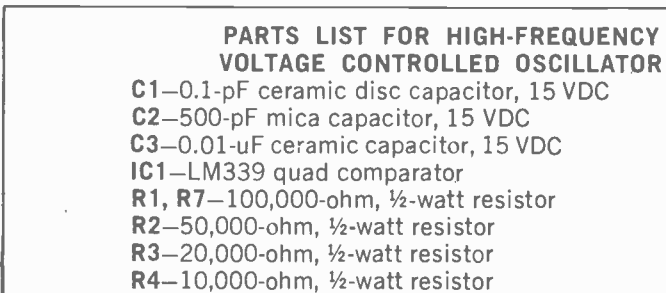 PARTS LIST FOR HIGH-FREQUENCY
VOLTAGE CONTROLLED OSCILLATOR
C1—0.1-pF ceramic disc capacitor, 15 VDC
C2—500-pF mica capacitor, 15 VDC
C3—0.01-uF ceramic capacitor, 15 VDC
IC1—LM339 quad comparator
R1, R7—100,000-ohm, ½-watt resistor
R2—50,000-ohm, ½-watt resistor
R3—20,000-ohm, ½-watt resistor
R4—10,000-ohm, ½-watt resistor